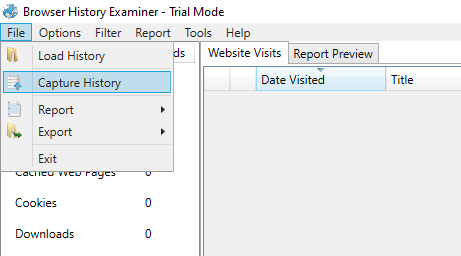 Browser History Examiner - Trial Mode
File Options Filter Report Tools Help
Load History
Capture History
Report
Export
Exit
ds
Website Visits Report Preview
Date Visited Title
Cached Web Pages 0
Cookies 0
Downloads 0